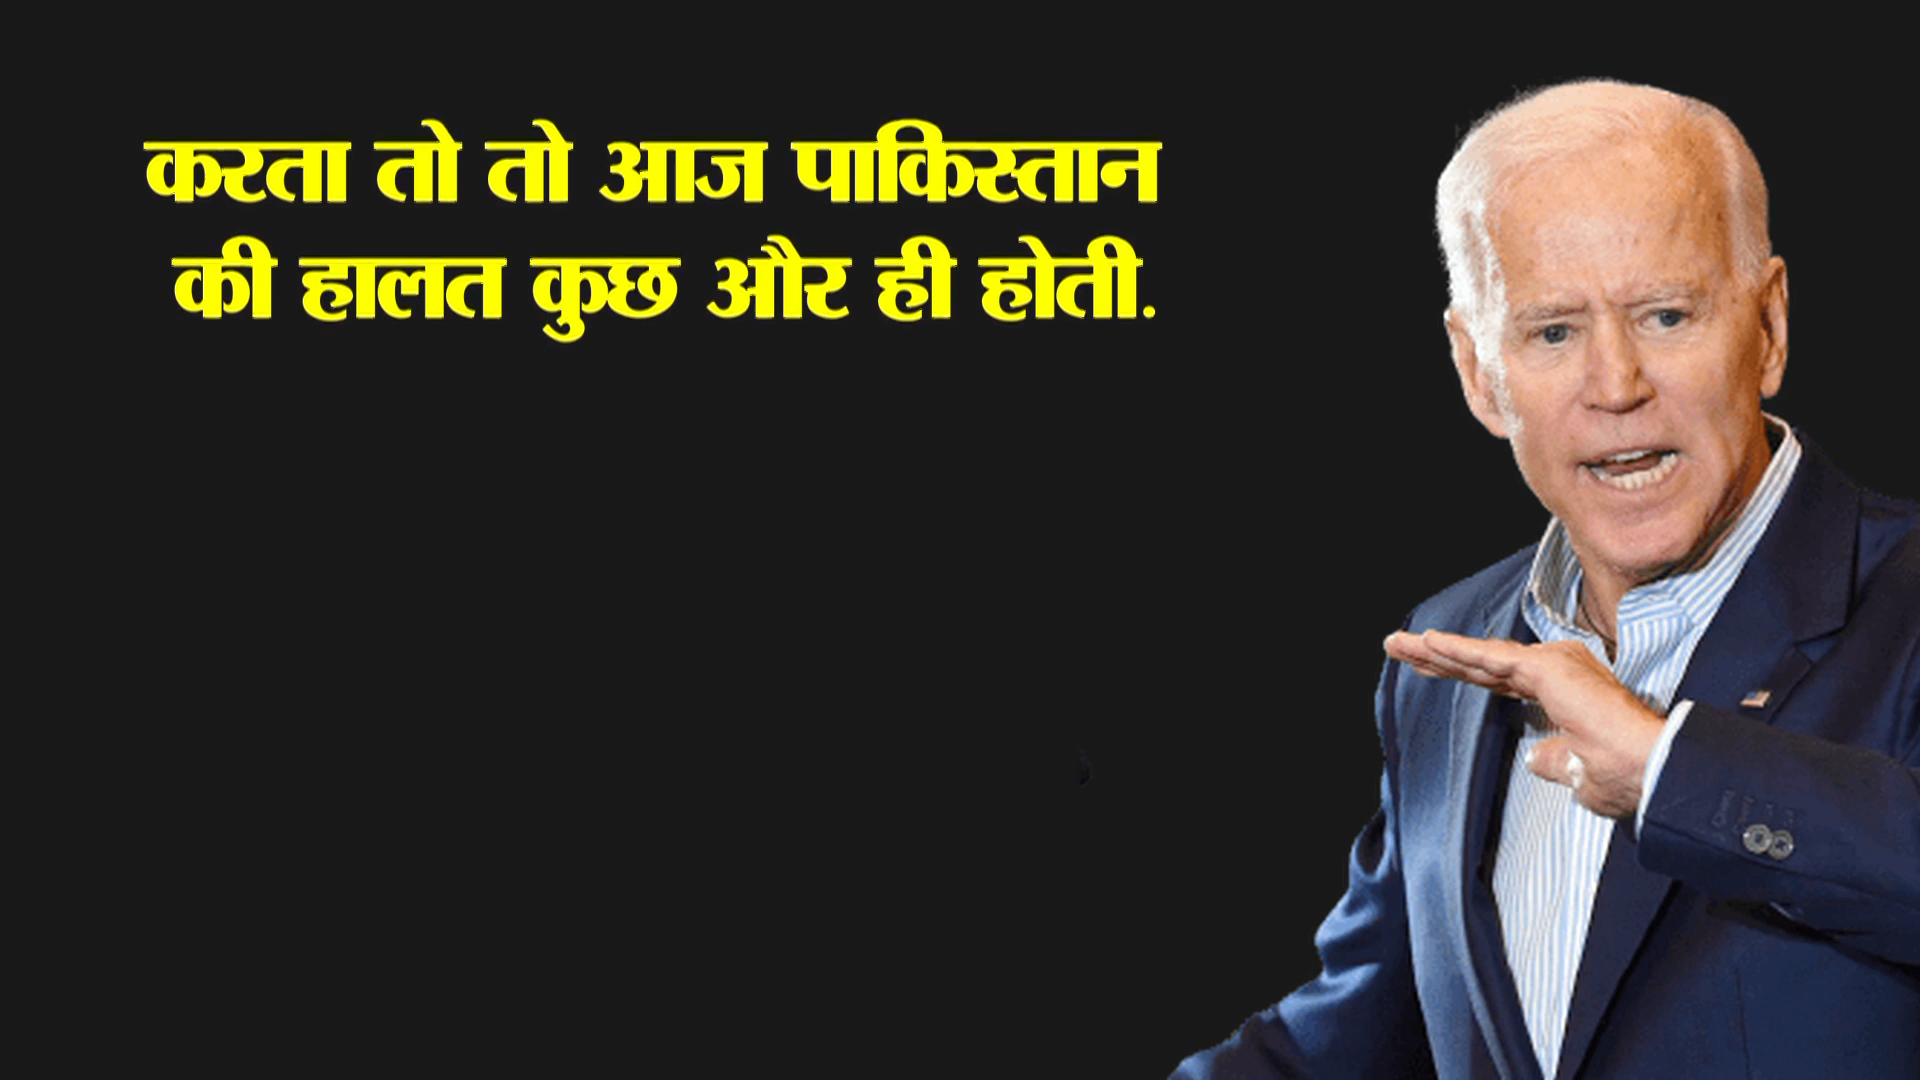 करता तो तो आज पाकिस्तान
की हालत कुछ और ही होती.